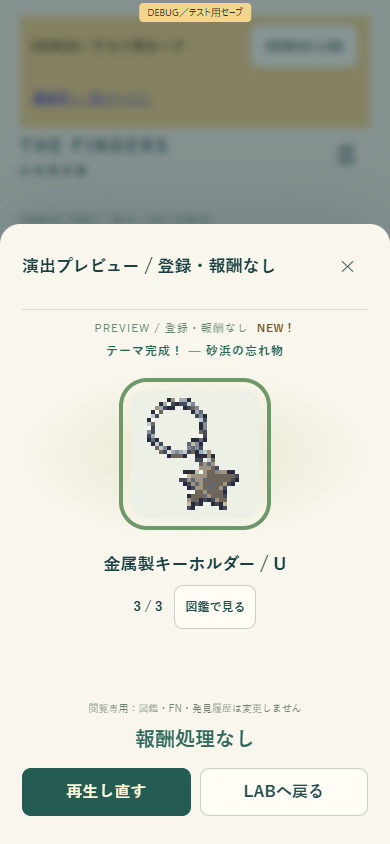 DEBUG／テスト用セーブ
THE FINDERS
演出プレビュー / 登録・報酬なし
PREVIEW / 登録・報酬なし NEW！
テーマ完成！ — 砂浜の忘れ物
金属製キーホルダー / U
3 / 3 図鑑で見る
閲覧専用：図鑑・FN・発見履歴は変更しません
報酬処理なし
再生し直す LABへ戻る